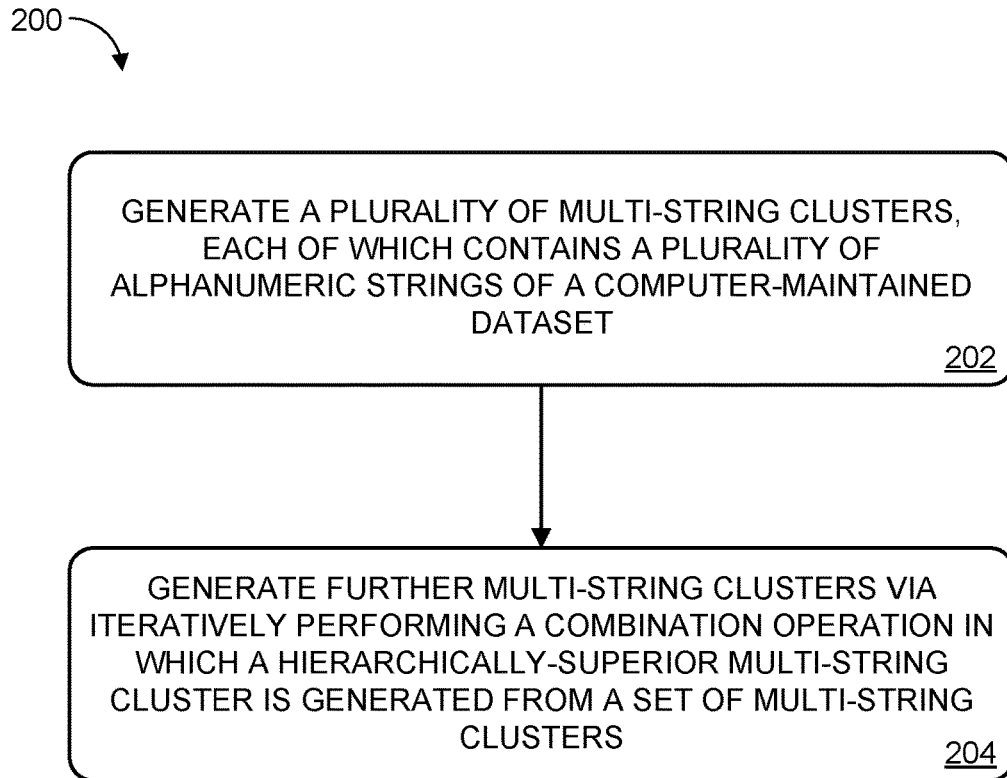 200
GENERATE A PLURALITY OF MULTI-STRING CLUSTERS,
EACH OF WHICH CONTAINS A PLURALITY OF
ALPHANUMERIC STRINGS OF A COMPUTER-MAINTAINED
DATASET
202
GENERATE FURTHER MULTI-STRING CLUSTERS VIA
ITERATIVELY PERFORMING A COMBINATION OPERATION IN
WHICH A HIERARCHICALLY-SUPERIOR MULTI-STRING
CLUSTER IS GENERATED FROM A SET OF MULTI-STRING
CLUSTERS
204